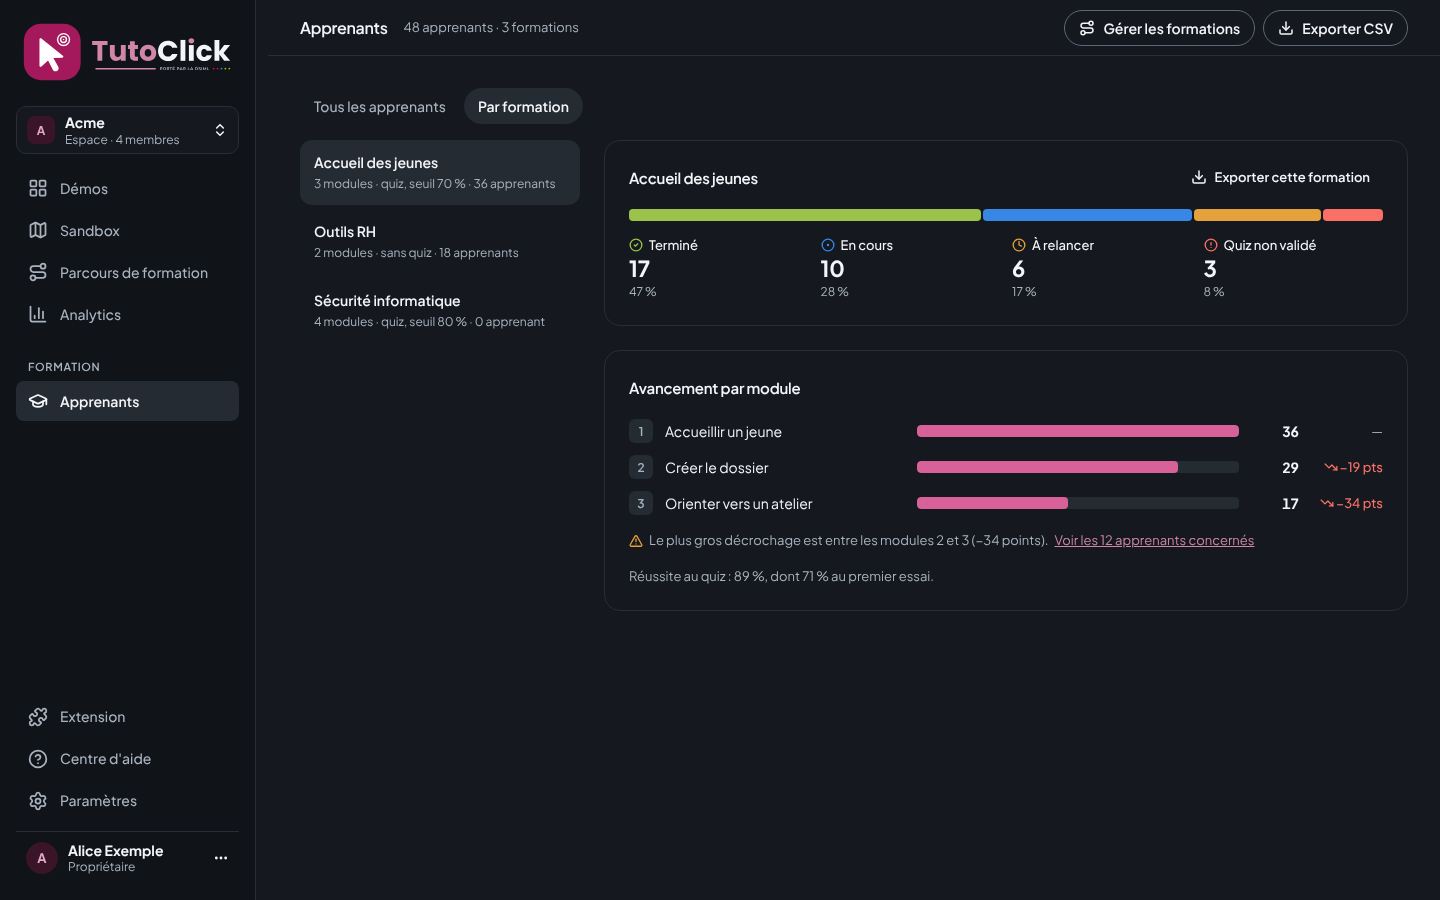 TutoClick
PORTÉ PAR LA DSIML
Acme
A
Espace · 4 membres
Démos
Sandbox
Parcours de formation
Analytics
FORMATION
Apprenants
Extension
Centre d'aide
Paramètres
A
Alice Exemple
Propriétaire
Apprenants 48 apprenants · 3 formations
Gérer les formations
Exporter CSV
Tous les apprenants
Par formation
Accueil des jeunes
3 modules · quiz, seuil 70 % · 36 apprenants
Outils RH
2 modules · sans quiz · 18 apprenants
Sécurité informatique
4 modules · quiz, seuil 80 % · 0 apprenant
Accueil des jeunes
Exporter cette formation
Terminé
17
47 %
En cours
10
28 %
À relancer
6
17 %
Quiz non validé
3
8 %
Avancement par module
1 Accueillir un jeune 36 —
2 Créer le dossier 29 −19 pts
3 Orienter vers un atelier 17 −34 pts
Le plus gros décrochage est entre les modules 2 et 3 (−34 points). Voir les 12 apprenants concernés
Réussite au quiz : 89 %, dont 71 % au premier essai.